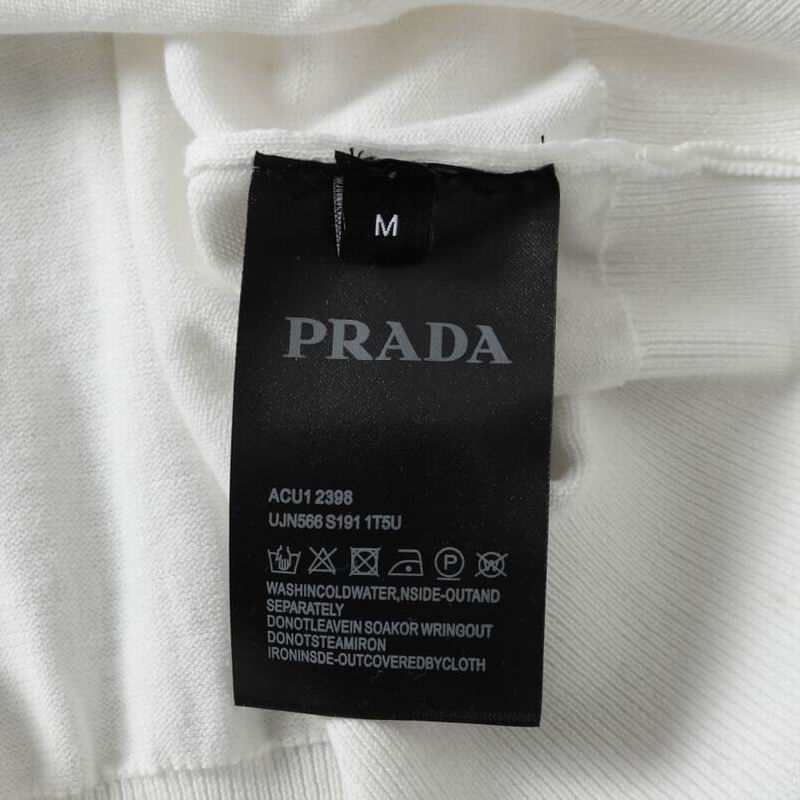 M
PRADA
ACU1 2398
UJN566 S191 1T5U
P
W
WASHINCOLDWATER,NSIDE-OUTAND
SEPARATELY
DONOTLEAVEIN SOAKOR WRINGOUT
DONOTSTEAMIRON
IRONINSDE-OUTCOVEREDBYCLOTH